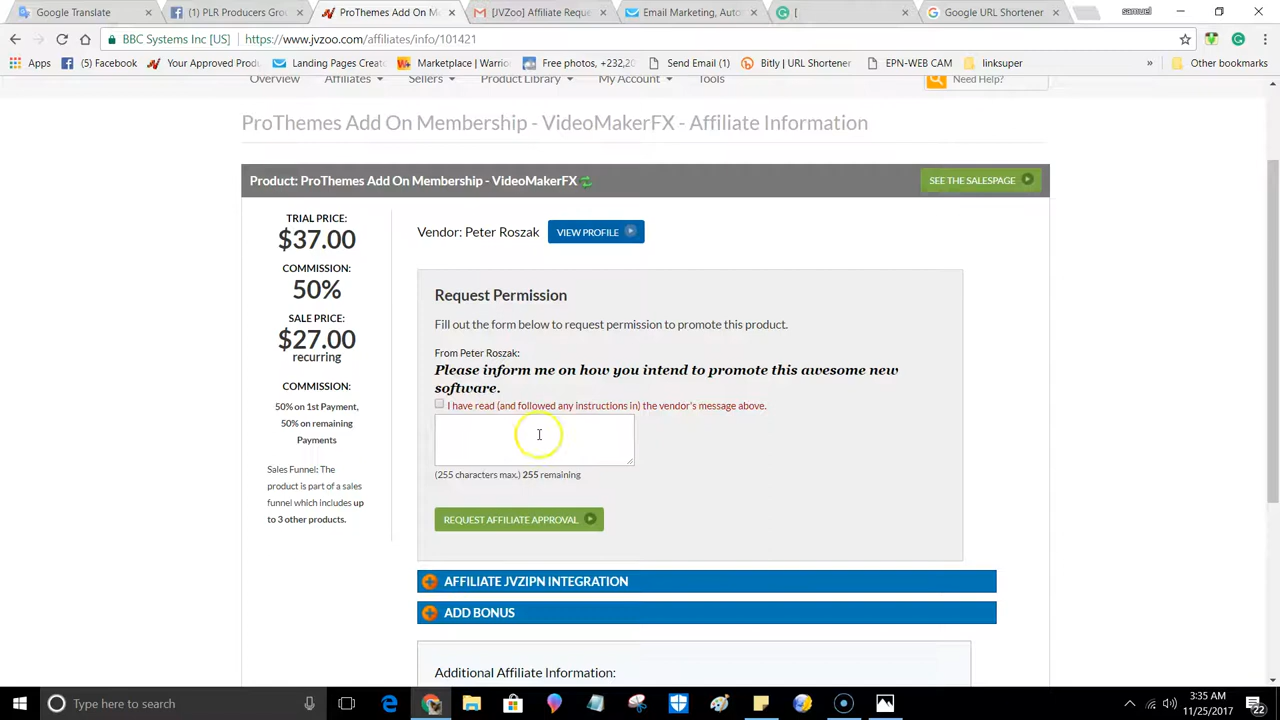 Google Translate
PLR Producers Group
ProThemes Add On M
[JVZoo] Affiliate Reque
Email Marketing, Auto
[
Google URL Shortener
samuel
BBC Systems Inc [US]
https://www.jvzoo.com/affiliates/info/101421
Apps
(5) Facebook
Your Approved Produ
Landing Pages Create
Marketplace | Warrio
Free photos, +232,20
Send Email (1)
Bitly | URL Shortener
EPN-WEB CAM
linksuper
»
Other bookmarks
Overview
Affiliates
Sellers
Product Library
My Account
Tools
Need Help?
ProThemes Add On Membership - VideoMakerFX - Affiliate Information
Product: ProThemes Add On Membership - VideoMakerFX
SEE THE SALESPAGE
TRIAL PRICE:
$37.00
COMMISSION:
50%
SALE PRICE:
$27.00
recurring
COMMISSION:
50% on 1st Payment,
50% on remaining
Payments
Sales Funnel: The
product is part of a sales
funnel which includes up
to 3 other products.
Vendor: Peter Roszak
VIEW PROFILE
Request Permission
Fill out the form below to request permission to promote this product.
From Peter Roszak:
Please inform me on how you intend to promote this awesome new
software.
I have read (and followed any instructions in) the vendor's message above.
(255 characters max.) 255 remaining
REQUEST AFFILIATE APPROVAL
AFFILIATE JVZIPN INTEGRATION
ADD BONUS
Additional Affiliate Information:
Type here to search
3:35 AM
11/25/2017
22